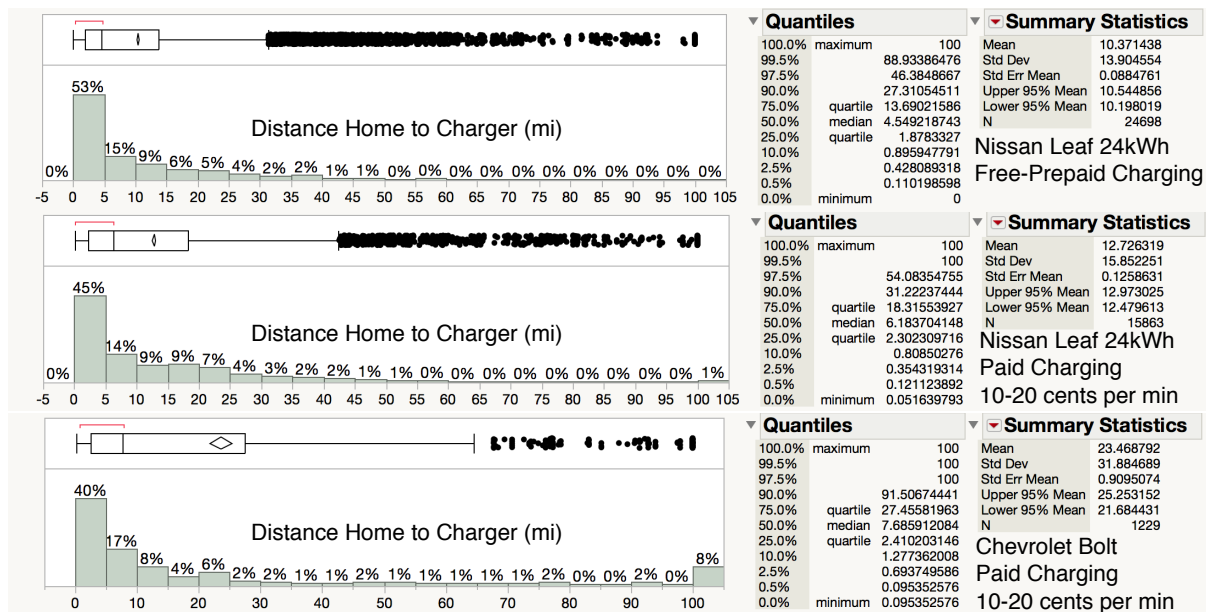 53%
15%
9%
6%
5%
4%
2%
2%
1%
1%
0%
0%
0%
0%
0%
0%
0%
0%
0%
0%
0%
0%
Distance Home to Charger (mi)
-5 0 5 10 15 20 25 30 35 40 45 50 55 60 65 70 75 80 85 90 95 100 105
Quantiles
100.0% maximum 100
99.5% 88.93386476
97.5% 46.3848667
90.0% 27.31054511
75.0% quartile 13.69021586
50.0% median 4.549218743
25.0% quartile 1.8783327
10.0% 0.895947791
2.5% 0.428089318
0.5% 0.110198598
0.0% minimum 0
Summary Statistics
Mean 10.371438
Std Dev 13.904554
Std Err Mean 0.0884761
Upper 95% Mean 10.544856
Lower 95% Mean 10.198019
N 24698
Nissan Leaf 24kWh
Free-Prepaid Charging
0% 45% 14% 9% 9% 7% 4% 3% 2% 2% 1% 1% 0% 0% 0% 0% 0% 0% 0% 0% 0% 1%
Distance Home to Charger (mi)
-5 0 5 10 15 20 25 30 35 40 45 50 55 60 65 70 75 80 85 90 95 100 105
Quantiles
100.0% maximum 100
99.5% 100
97.5% 54.08354755
90.0% 31.22237444
75.0% quartile 18.31553927
50.0% median 6.183704148
25.0% quartile 2.302309716
10.0% 0.80850276
2.5% 0.354319314
0.5% 0.121123892
0.0% minimum 0.051639793
Summary Statistics
Mean 12.726319
Std Dev 15.852251
Std Err Mean 0.1258631
Upper 95% Mean 12.973025
Lower 95% Mean 12.479613
N 15863
Nissan Leaf 24kWh
Paid Charging
10-20 cents per min
40% 17% 8% 4% 6% 2% 2% 1% 1% 2% 1% 1% 1% 1% 1% 2% 0% 0% 2% 0% 8%
Distance Home to Charger (mi)
0 10 20 30 40 50 60 70 80 90 100
Quantiles
100.0% maximum 100
99.5% 100
97.5% 100
90.0% 91.50674441
75.0% quartile 27.45581963
50.0% median 7.685912084
25.0% quartile 2.410203146
10.0% 1.277362008
2.5% 0.693749586
0.5% 0.095352576
0.0% minimum 0.095352576
Summary Statistics
Mean 23.468792
Std Dev 31.884689
Std Err Mean 0.9095074
Upper 95% Mean 25.253152
Lower 95% Mean 21.684431
N 1229
Chevrolet Bolt
Paid Charging
10-20 cents per min